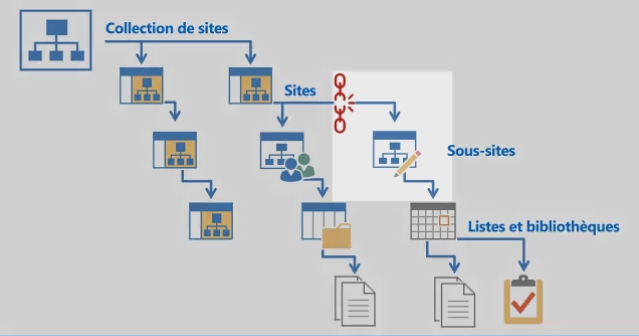 Collection de sites
Sites
Sous-sites
Listes et bibliothèques